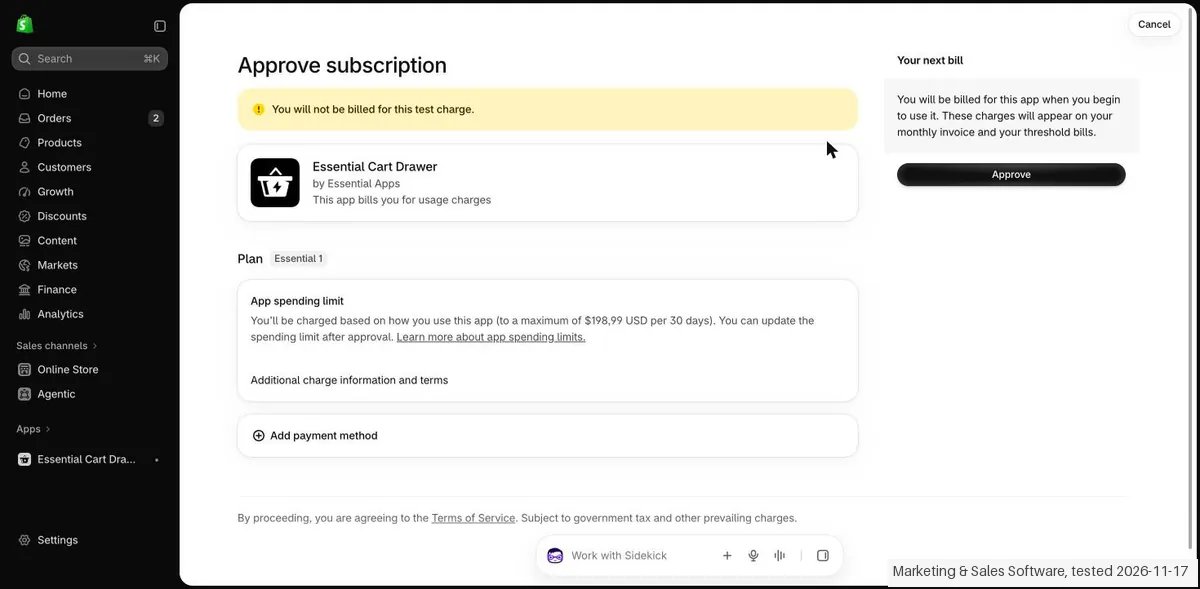 Search ⌘K
Home
Orders 2
Products
Customers
Growth
Discounts
Content
Markets
Finance
Analytics
Sales channels
Online Store
Agentic
Apps
Essential Cart Dra...
Settings
Cancel
Approve subscription
You will not be billed for this test charge.
Essential Cart Drawer
by Essential Apps
This app bills you for usage charges
Plan Essential 1
App spending limit
You'll be charged based on how you use this app (to a maximum of $198,99 USD per 30 days). You can update the
spending limit after approval. Learn more about app spending limits.
Additional charge information and terms
Add payment method
By proceeding, you are agreeing to the Terms of Service. Subject to government tax and other prevailing charges.
Your next bill
You will be billed for this app when you begin
to use it. These charges will appear on your
monthly invoice and your threshold bills.
Approve
Work with Sidekick
Marketing & Sales Software, tested 2026-11-17